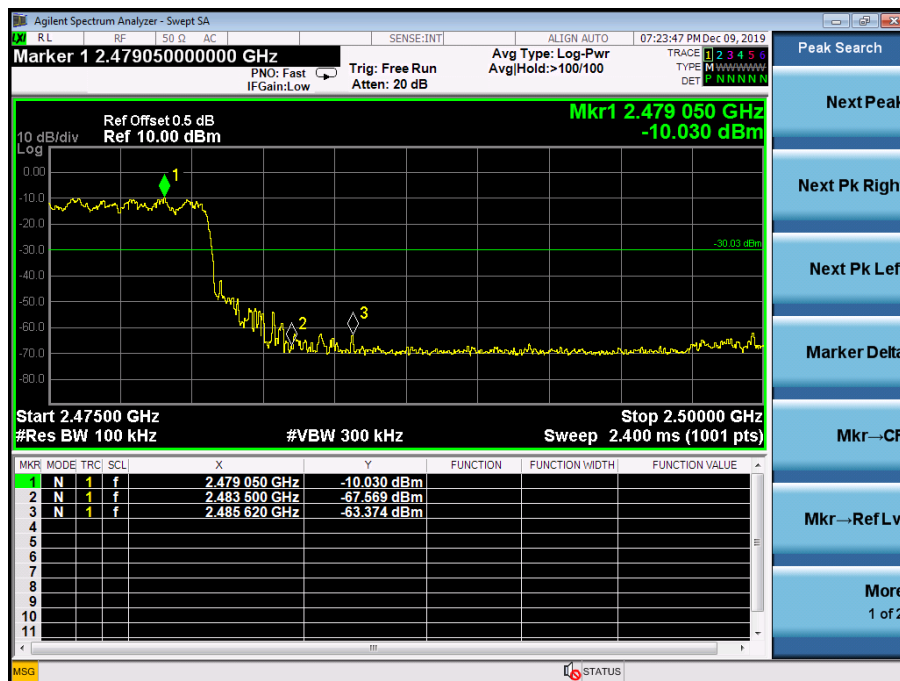 Agilent Spectrum Analyzer - Swept SA
LXI RL RF 50 Ω AC SENSE:INT ALIGN AUTO 07:23:47 PM Dec 09, 2019
Marker 1 2.479050000000 GHz
PNO: Fast
IFGain:Low
Trig: Free Run
Atten: 20 dB
Avg Type: Log-Pwr
Avg|Hold:>100/100
TRACE 1 2 3 4 5 6
TYPE M W W W W W
DET P N N N N N
Peak Search
Next Peak
Next Pk Righ
Next Pk Lef
Marker Delta
Mkr→CF
Mkr→Ref Lv
More
1 of 2
Mkr1 2.479 050 GHz
-10.030 dBm
Ref Offset 0.5 dB
10 dB/div Ref 10.00 dBm
Log
0.00
-10.0
-20.0
-30.0
-40.0
-50.0
-60.0
-70.0
-80.0
1
2
3
-30.03 dBm
Start 2.47500 GHz Stop 2.50000 GHz
#Res BW 100 kHz #VBW 300 kHz Sweep 2.400 ms (1001 pts)
MKR MODE TRC SCL X Y FUNCTION FUNCTION WIDTH FUNCTION VALUE
1 N 1 f 2.479 050 GHz -10.030 dBm
2 N 1 f 2.483 500 GHz -67.569 dBm
3 N 1 f 2.485 620 GHz -63.374 dBm
4
5
6
7
8
9
10
11
MSG STATUS